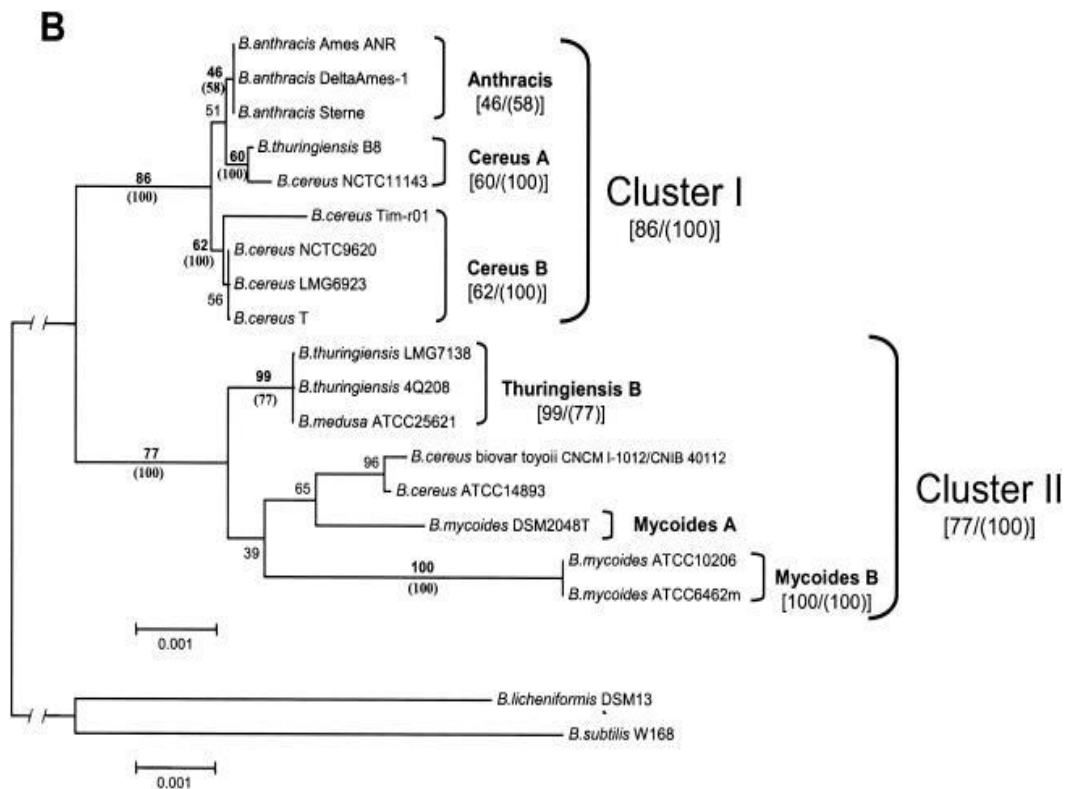 B
B.anthracis Ames ANR
46
(58)
B.anthracis DeltaAmes-1
Anthracis
[46/(58)]
51
B.anthracis Sterne
B.thuringiensis B8
60
(100)
Cereus A
[60/(100)]
B.cereus NCTC11143
86
(100)
Cluster I
[86/(100)]
B.cereus Tim-r01
62
(100)
B.cereus NCTC9620
Cereus B
[62/(100)]
B.cereus LMG6923
56
B.cereus T
B.thuringiensis LMG7138
99
(77)
B.thuringiensis 4Q208
Thuringiensis B
[99/(77)]
B.medusa ATCC25621
77
(100)
96
B.cereus biovar toyoii CNCM I-1012/CNIB 40112
65
B.cereus ATCC14893
Cluster II
[77/(100)]
B.mycoides DSM2048T
Mycoides A
39
100
(100)
B.mycoides ATCC10206
Mycoides B
[100/(100)]
B.mycoides ATCC6462m
0.001
B.licheniformis DSM13
B.subtilis W168
0.001